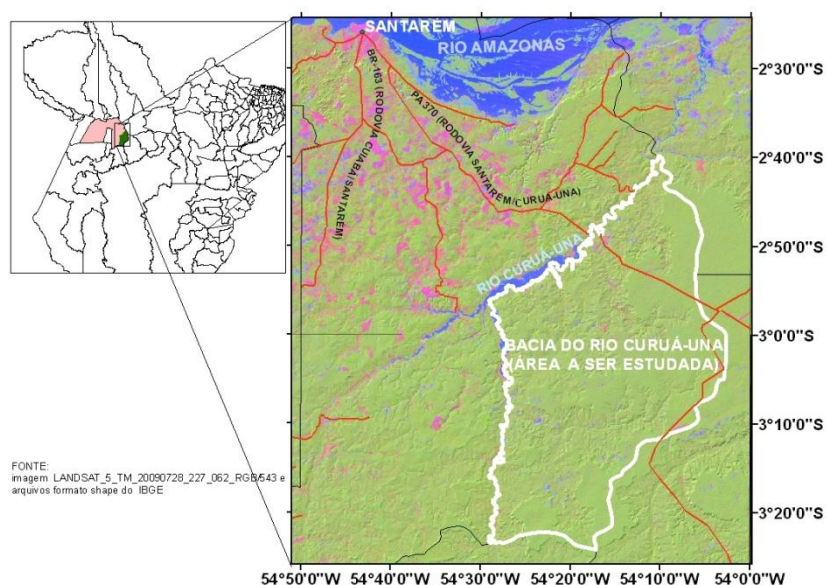 SANTARÉM
RIO AMAZONAS
BR-163 (RODOVIA CUIABA/SANTARÉM)
PA 370 (RODOVIA SANTARÉM/CURUÁ-UNA)
RIO CURUÁ-UNA
BACIA DO RIO CURUÁ-UNA
(ÁREA A SER ESTUDADA)
2°30'0"S
2°40'0"S
2°50'0"S
3°0'0"S
3°10'0"S
3°20'0"S
FONTE:
imagem LANDSAT_5_TM_20090728_227_062_RGB/543 e
arquivos formato shape do IBGE
54°50'0"W 54°40'0"W 54°30'0"W 54°20'0"W 54°10'0"W 54°0'0"W